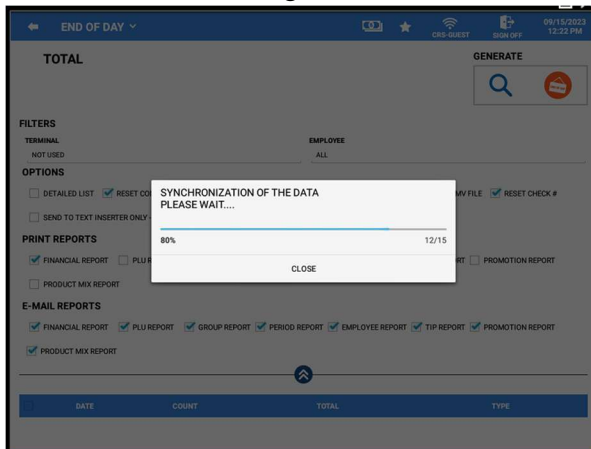 END OF DAY
CRS-GUEST
SIGN OFF
09/15/2023
12:22 PM
TOTAL
GENERATE
FILTERS
TERMINAL
EMPLOYEE
NOT USED
ALL
OPTIONS
DETAILED LIST
RESET
MV FILE
RESET CHECK #
SEND TO TEXT INSERTER ONLY
SYNCHRONIZATION OF THE DATA
PLEASE WAIT....
80%
12/15
CLOSE
PRINT REPORTS
FINANCIAL REPORT
PROMOTION REPORT
PRODUCT MIX REPORT
E-MAIL REPORTS
FINANCIAL REPORT
PLU REPORT
GROUP REPORT
PERIOD REPORT
EMPLOYEE REPORT
TIP REPORT
PROMOTION REPORT
PRODUCT MIX REPORT
DATE
COUNT
TOTAL
TYPE